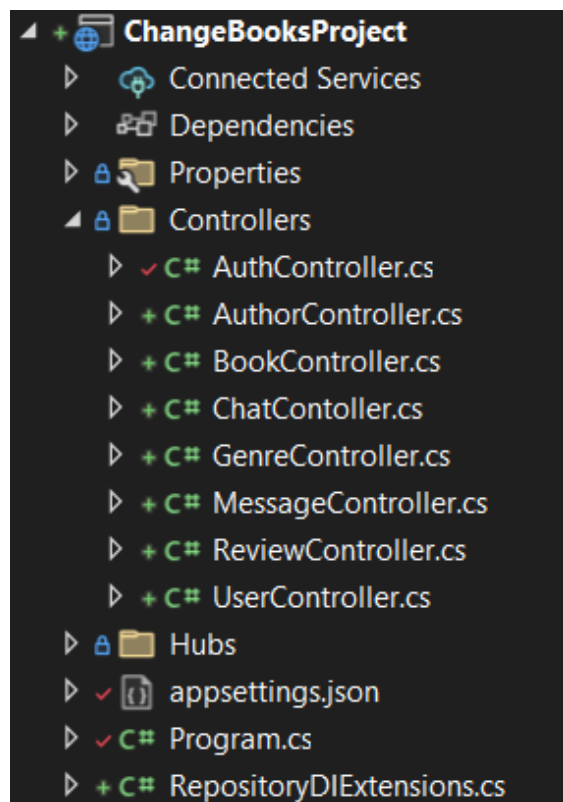 ChangeBooksProject
Connected Services
Dependencies
Properties
Controllers
C# AuthController.cs
C# AuthorController.cs
C# BookController.cs
C# ChatContoller.cs
C# GenreController.cs
C# MessageController.cs
C# ReviewController.cs
C# UserController.cs
Hubs
appsettings.json
C# Program.cs
C# RepositoryDIExtensions.cs